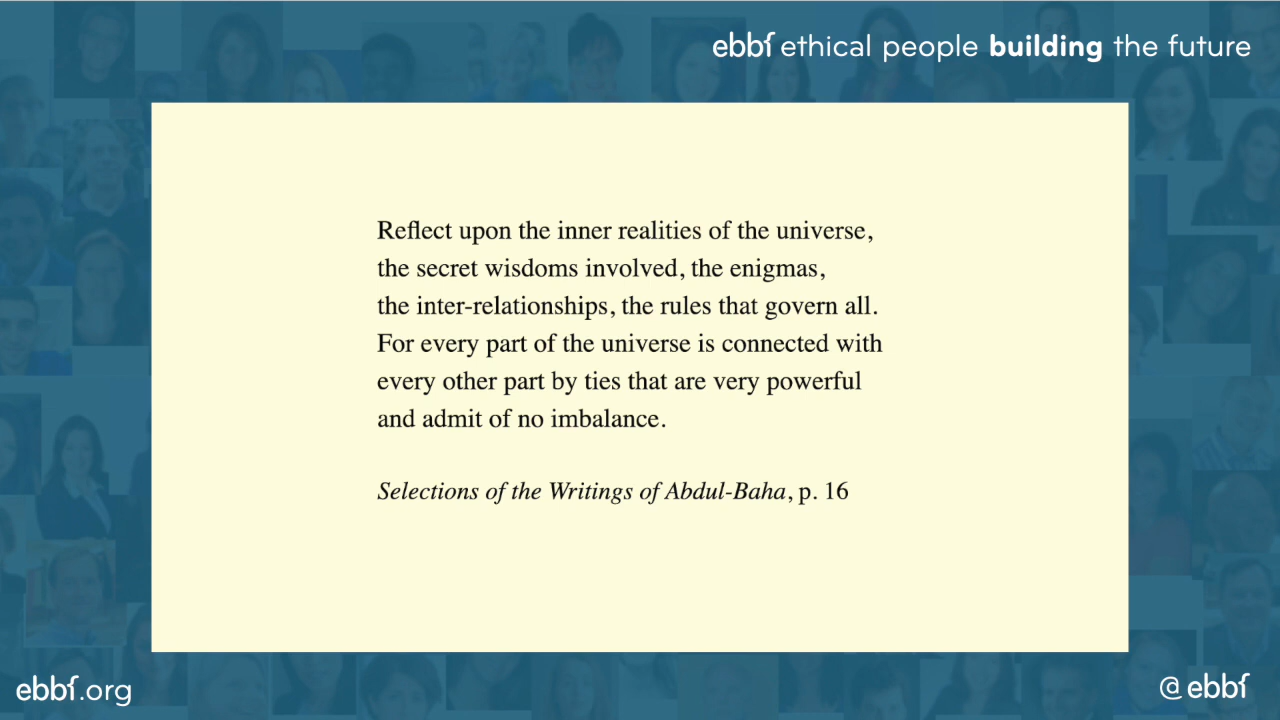 ebbf ethical people building the future
Reflect upon the inner realities of the universe,
the secret wisdoms involved, the enigmas,
the inter-relationships, the rules that govern all.
For every part of the universe is connected with
every other part by ties that are very powerful
and admit of no imbalance.
Selections of the Writings of Abdul-Baha, p. 16
ebbf.org
@ebbf